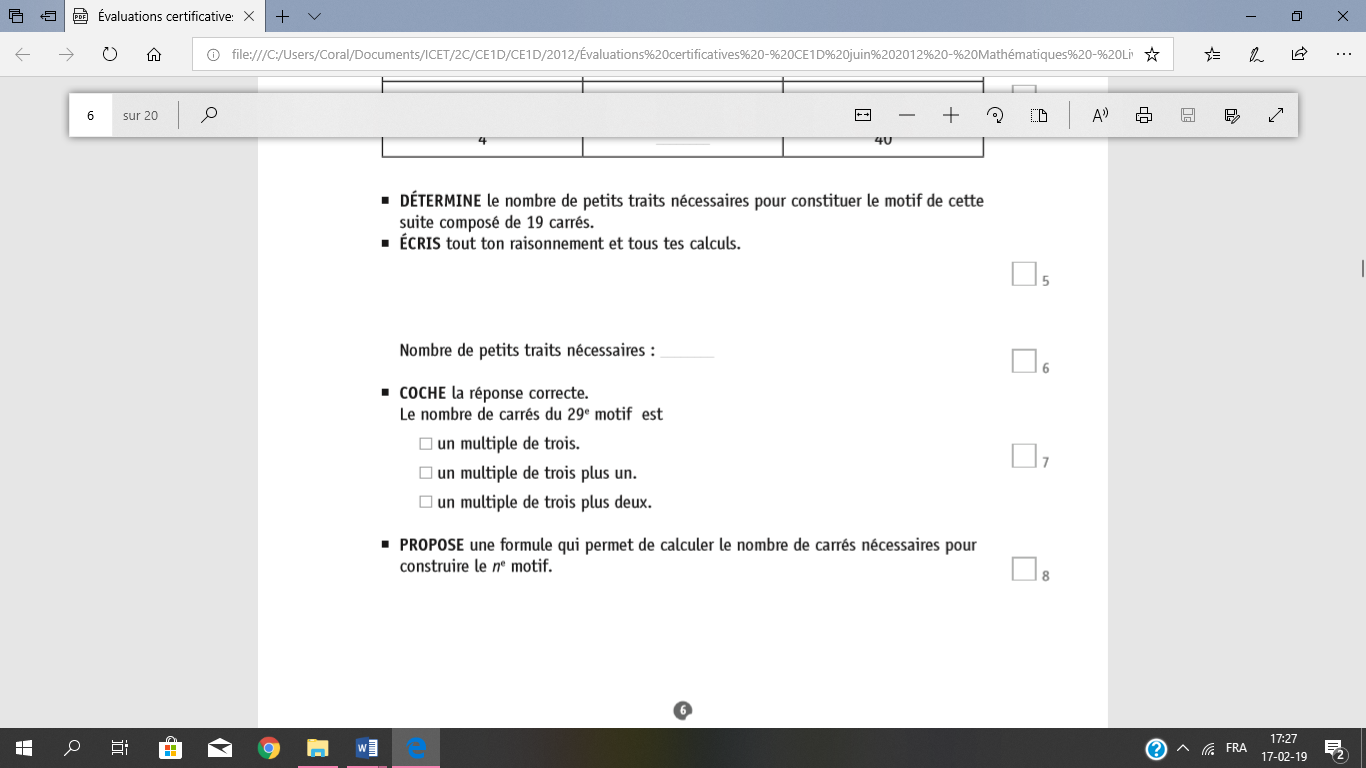 Évaluations certificatives
file:///C:/Users/Coral/Documents/ICET/2C/CE1D/CE1D/2012/Évaluations%20certificatives%20-%20CE1D%20juin%202012%20-%20Mathématiques%20-%20Li
6 sur 20
4 40
■ DÉTERMINE le nombre de petits traits nécessaires pour constituer le motif de cette
suite composé de 19 carrés.
■ ÉCRIS tout ton raisonnement et tous tes calculs.
5
Nombre de petits traits nécessaires : ______
6
■ COCHE la réponse correcte.
Le nombre de carrés du 29e motif est
□ un multiple de trois.
7
□ un multiple de trois plus un.
□ un multiple de trois plus deux.
■ PROPOSE une formule qui permet de calculer le nombre de carrés nécessaires pour
construire le ne motif.
8
6
FRA
17:27
17-02-19
2